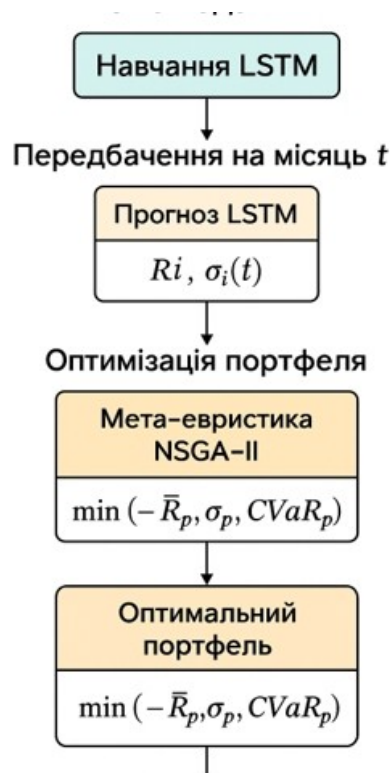 Навчання LSTM
Передбачення на місяць t
Прогноз LSTM
Ri, σᵢ(t)
Оптимізація портфеля
Мета-евристика
NSGA-II
min (− R̄ₚ, σₚ, CVaRₚ)
Оптимальний
портфель
min (− R̄ₚ,σₚ, CVaRₚ)